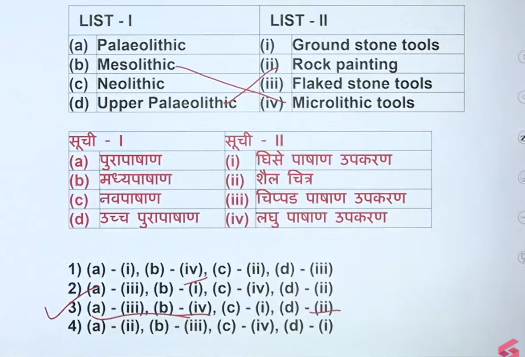 LIST - I LIST - II
(a) Palaeolithic (i) Ground stone tools
(b) Mesolithic (ii) Rock painting
(c) Neolithic (iii) Flaked stone tools
(d) Upper Palaeolithic (iv) Microlithic tools
सूची - I सूची - II
(a) पुरापाषाण (i) घिसे पाषाण उपकरण
(b) मध्यपाषाण (ii) शैल चित्र
(c) नवपाषाण (iii) चिप्पड पाषाण उपकरण
(d) उच्च पुरापाषाण (iv) लघु पाषाण उपकरण
1) (a) - (i), (b) - (iv), (c) - (ii), (d) - (iii)
2) (a) - (iii), (b) - (i), (c) - (iv), (d) - (ii)
3) (a) - (iii), (b) - (iv), (c) - (i), (d) - (ii)
4) (a) - (ii), (b) - (iii), (c) - (iv), (d) - (i)